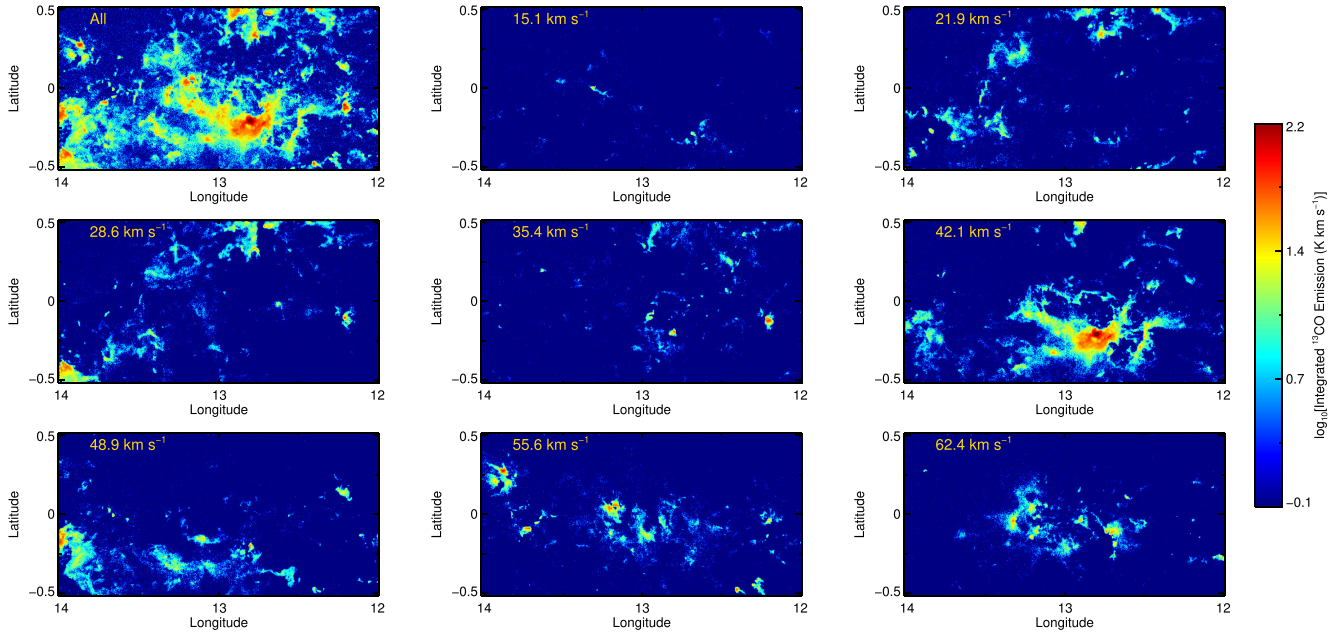 0.5
All
Latitude
0
−0.5
14
13
12
Longitude
0.5
15.1 km s⁻¹
Latitude
0
−0.5
14
13
12
Longitude
0.5
21.9 km s⁻¹
Latitude
0
−0.5
14
13
12
Longitude
0.5
28.6 km s⁻¹
Latitude
0
−0.5
14
13
12
Longitude
0.5
35.4 km s⁻¹
Latitude
0
−0.5
14
13
12
Longitude
0.5
42.1 km s⁻¹
Latitude
0
−0.5
14
13
12
Longitude
0.5
48.9 km s⁻¹
Latitude
0
−0.5
14
13
12
Longitude
0.5
55.6 km s⁻¹
Latitude
0
−0.5
14
13
12
Longitude
0.5
62.4 km s⁻¹
Latitude
0
−0.5
14
13
12
Longitude
2.2
1.4
0.7
−0.1
log₁₀[Integrated ¹³CO Emission (K km s⁻¹)]